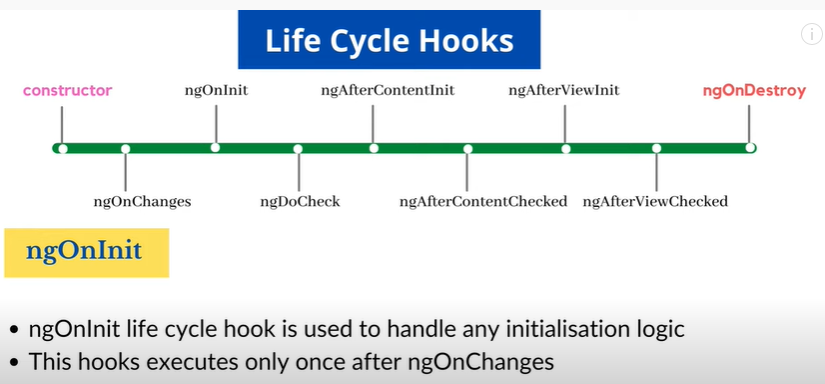 Life Cycle Hooks
constructor ngOnInit ngAfterContentInit ngAfterViewInit ngOnDestroy
ngOnChanges ngDoCheck ngAfterContentChecked ngAfterViewChecked
ngOnInit
• ngOnInit life cycle hook is used to handle any initialisation logic
• This hooks executes only once after ngOnChanges